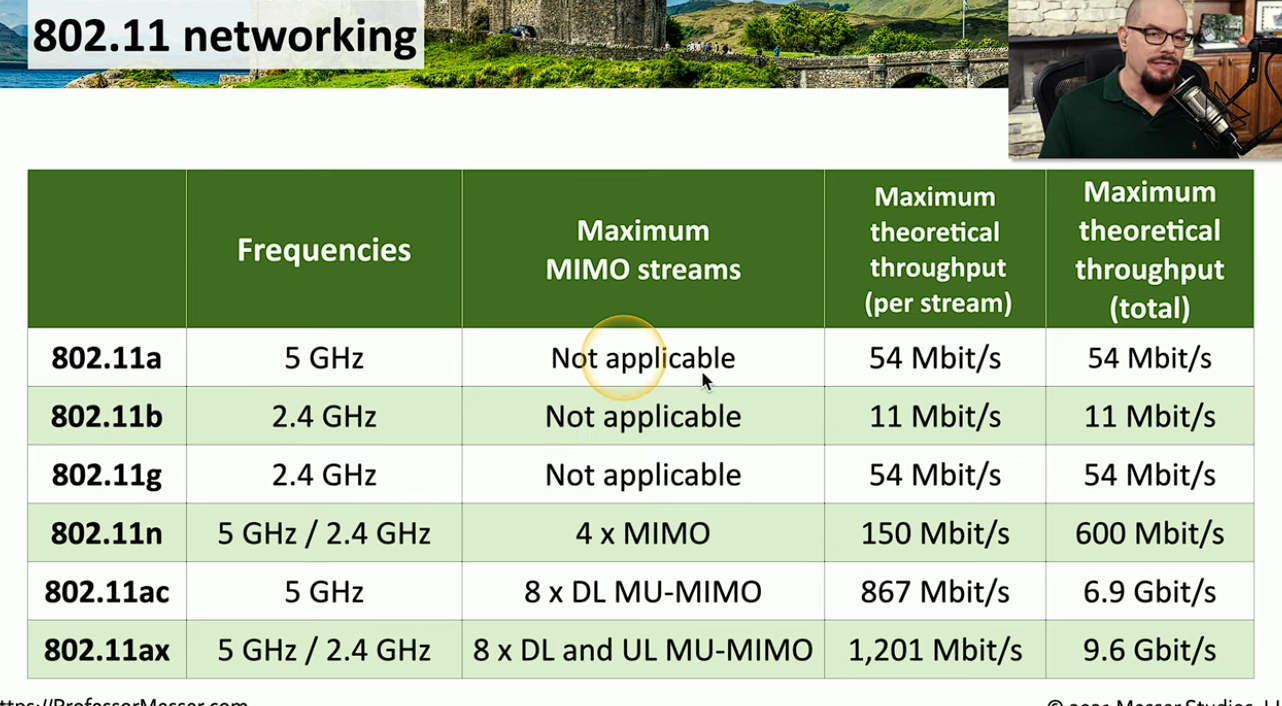 802.11 networking
Frequencies
Maximum
MIMO streams
Maximum
theoretical
throughput
(per stream)
Maximum
theoretical
throughput
(total)
802.11a 5 GHz Not applicable 54 Mbit/s 54 Mbit/s
802.11b 2.4 GHz Not applicable 11 Mbit/s 11 Mbit/s
802.11g 2.4 GHz Not applicable 54 Mbit/s 54 Mbit/s
802.11n 5 GHz / 2.4 GHz 4 x MIMO 150 Mbit/s 600 Mbit/s
802.11ac 5 GHz 8 x DL MU-MIMO 867 Mbit/s 6.9 Gbit/s
802.11ax 5 GHz / 2.4 GHz 8 x DL and UL MU-MIMO 1,201 Mbit/s 9.6 Gbit/s
ttps://ProfessorMesser.com
© 2021 Messer Studios,